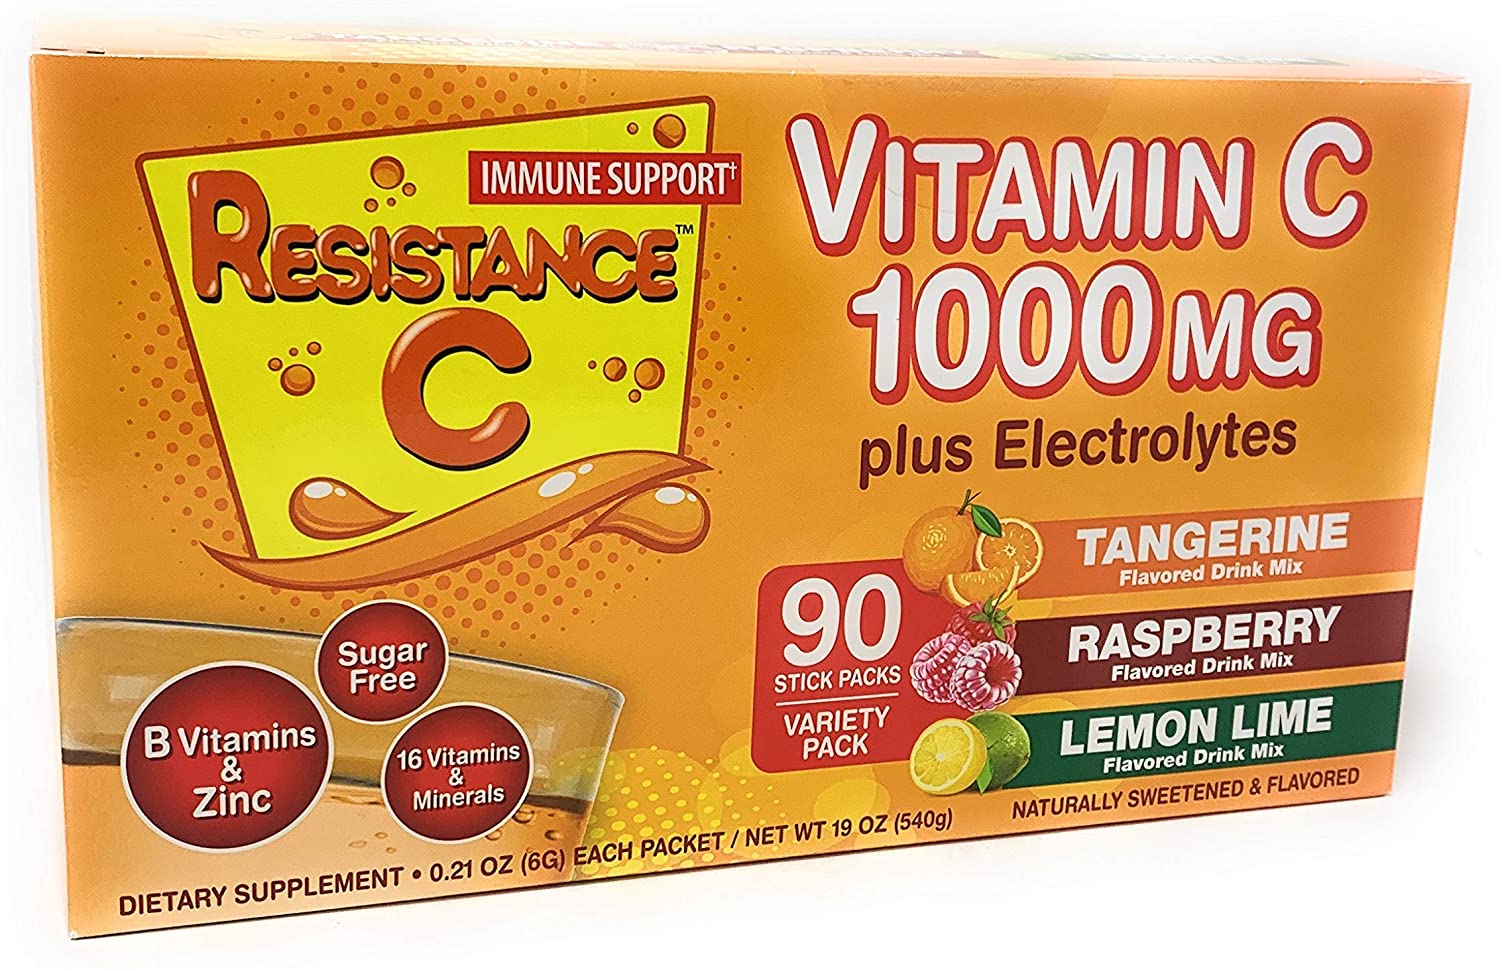 IMMUNE SUPPORT†
RESISTANCE™
C
VITAMIN C
1000 MG
plus Electrolytes
TANGERINE
Flavored Drink Mix
90
STICK PACKS
VARIETY
PACK
RASPBERRY
Flavored Drink Mix
LEMON LIME
Flavored Drink Mix
NATURALLY SWEETENED & FLAVORED
Sugar
Free
B Vitamins
&
Zinc
16 Vitamins
&
Minerals
DIETARY SUPPLEMENT • 0.21 OZ (6G) EACH PACKET / NET WT 19 OZ (540g)